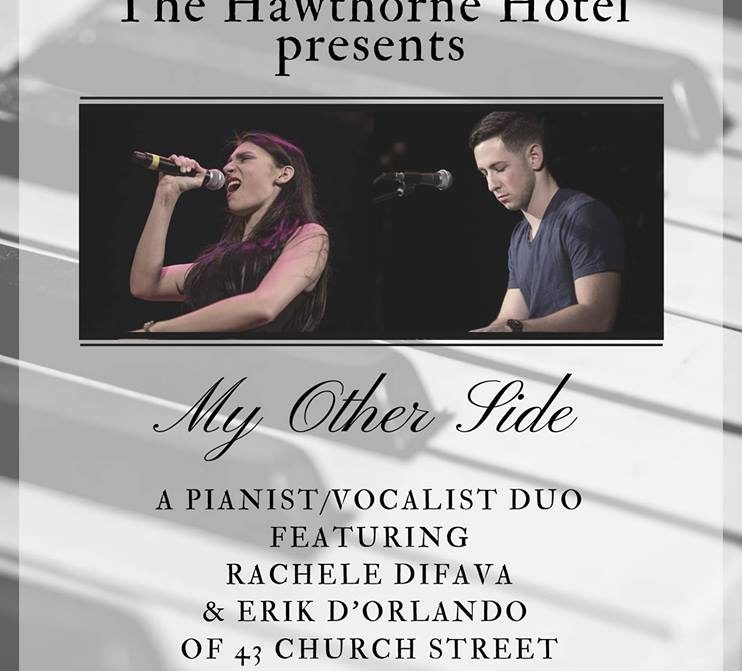 The Hawthorne Hotel
presents
My Other Side
A PIANIST/VOCALIST DUO
FEATURING
RACHELE DIFAVA
& ERIK D'ORLANDO
OF 43 CHURCH STREET